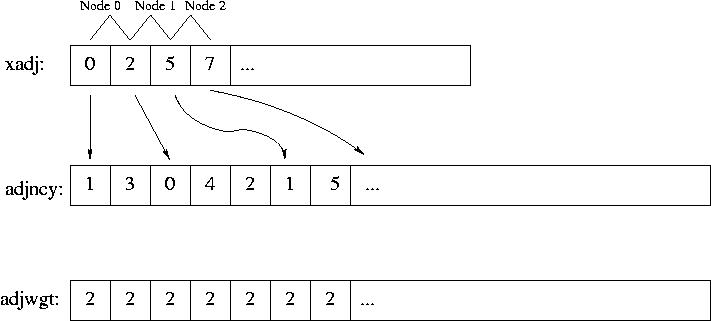 Node 0 Node 1 Node 2
xadj: 0 2 5 7 ...
adjncy: 1 3 0 4 2 1 5 ...
adjwgt: 2 2 2 2 2 2 2 ...